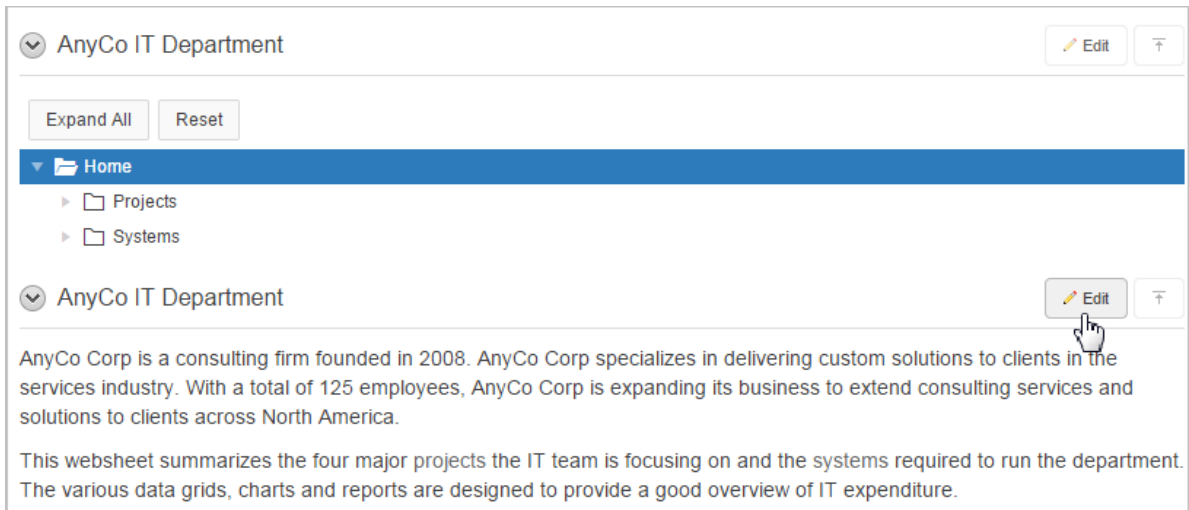 AnyCo IT Department
Edit
Expand All
Reset
Home
Projects
Systems
AnyCo IT Department
Edit
AnyCo Corp is a consulting firm founded in 2008. AnyCo Corp specializes in delivering custom solutions to clients in the
services industry. With a total of 125 employees, AnyCo Corp is expanding its business to extend consulting services and
solutions to clients across North America.
This websheet summarizes the four major projects the IT team is focusing on and the systems required to run the department.
The various data grids, charts and reports are designed to provide a good overview of IT expenditure.